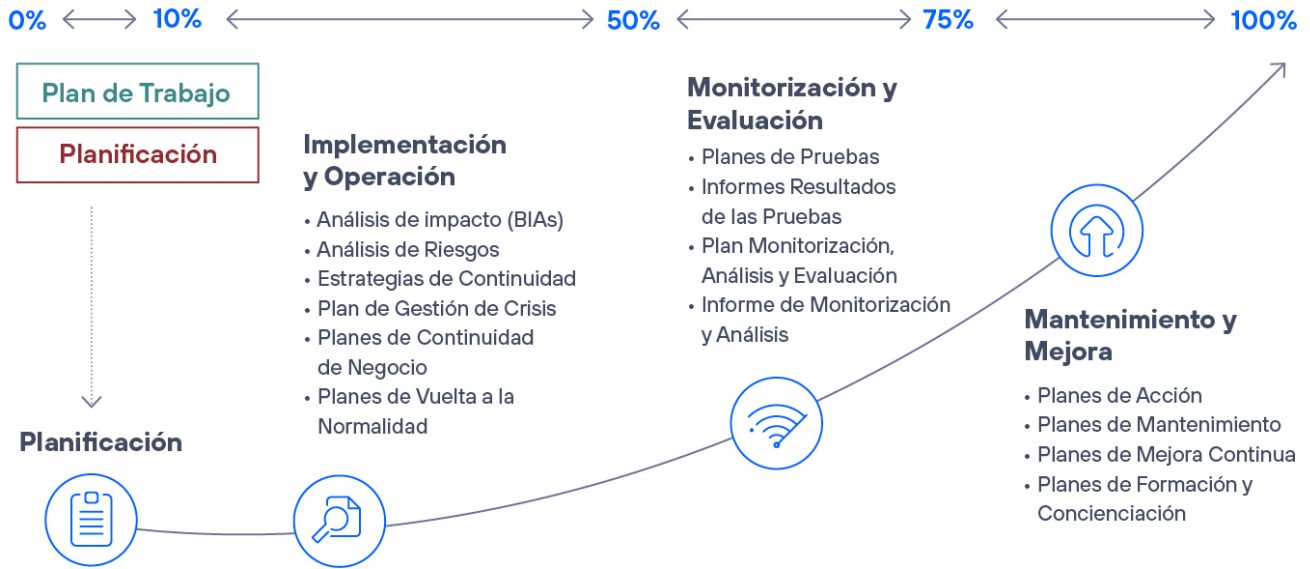 0% 10% 50% 75% 100%
Plan de Trabajo
Planificación
Planificación
Implementación
y Operación
• Análisis de impacto (BIAs)
• Análisis de Riesgos
• Estrategias de Continuidad
• Plan de Gestión de Crisis
• Planes de Continuidad
de Negocio
• Planes de Vuelta a la
Normalidad
Monitorización y
Evaluación
• Planes de Pruebas
• Informes Resultados
de las Pruebas
• Plan Monitorización,
Análisis y Evaluación
• Informe de Monitorización
y Análisis
Mantenimiento y
Mejora
• Planes de Acción
• Planes de Mantenimiento
• Planes de Mejora Continua
• Planes de Formación y
Concienciación